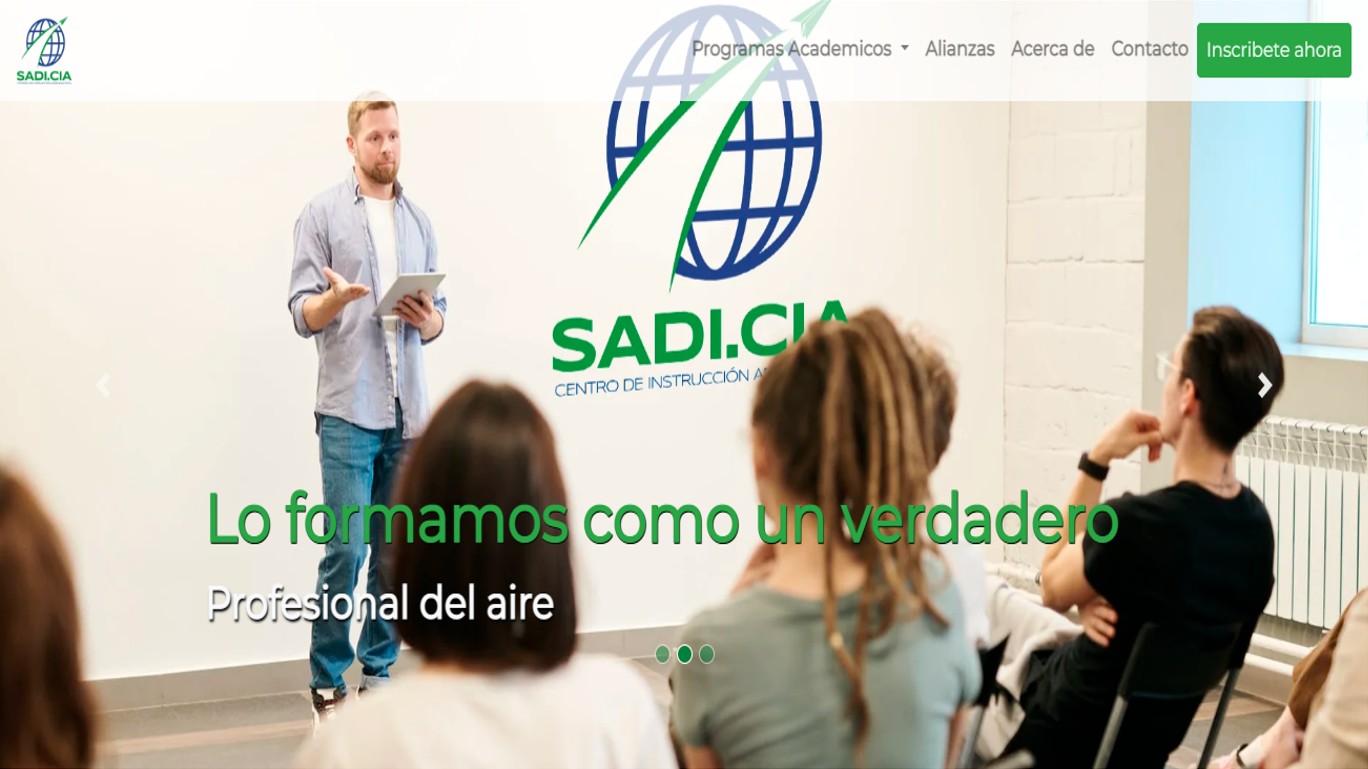 SADI.CIA
Programas Academicos
Alianzas
Acerca de
Contacto
Inscribete ahora
SADI.CIA
CENTRO DE INSTRUCCIÓN
Lo formamos como un verdadero
Profesional del aire